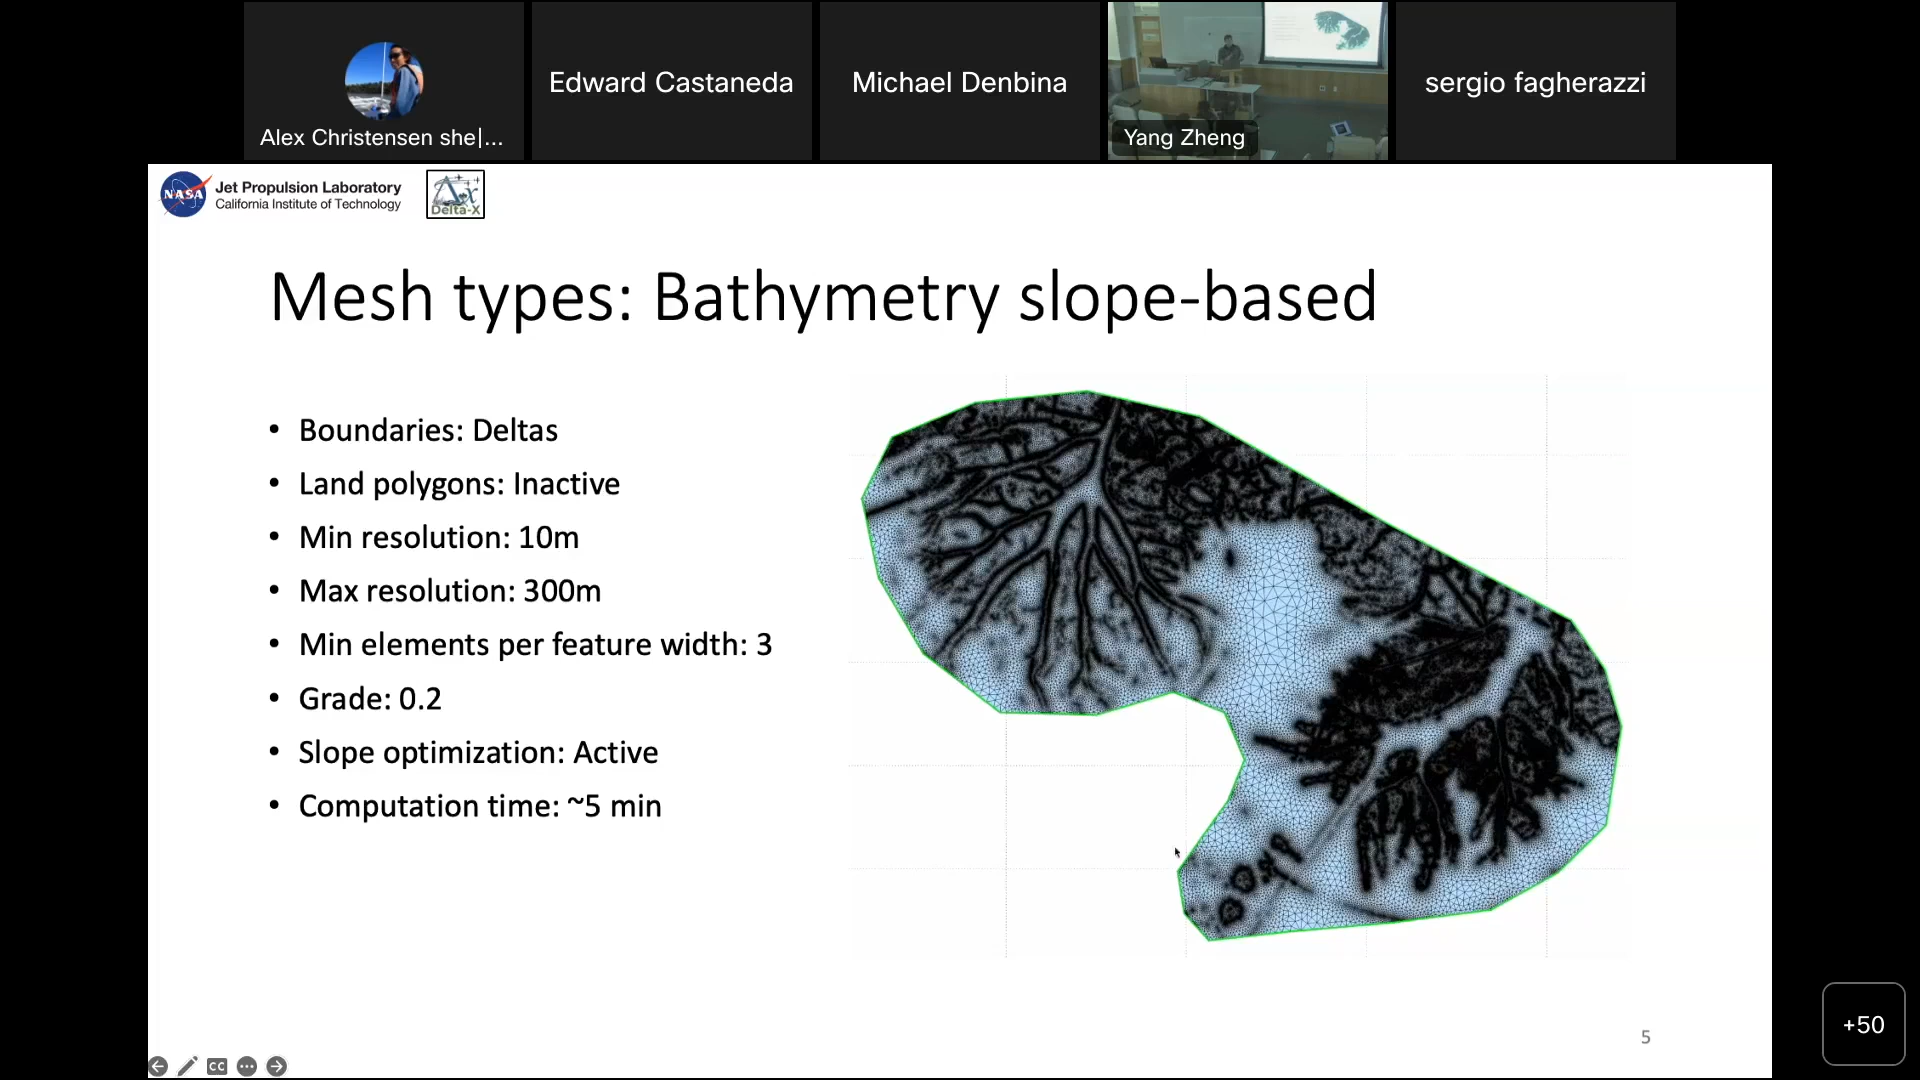 Alex Christensen she|...
Edward Castaneda
Michael Denbina
Yang Zheng
sergio fagherazzi
NASA
Jet Propulsion Laboratory
California Institute of Technology
Delta-X
Mesh types: Bathymetry slope-based
• Boundaries: Deltas
• Land polygons: Inactive
• Min resolution: 10m
• Max resolution: 300m
• Min elements per feature width: 3
• Grade: 0.2
• Slope optimization: Active
• Computation time: ~5 min
5
CC
+50